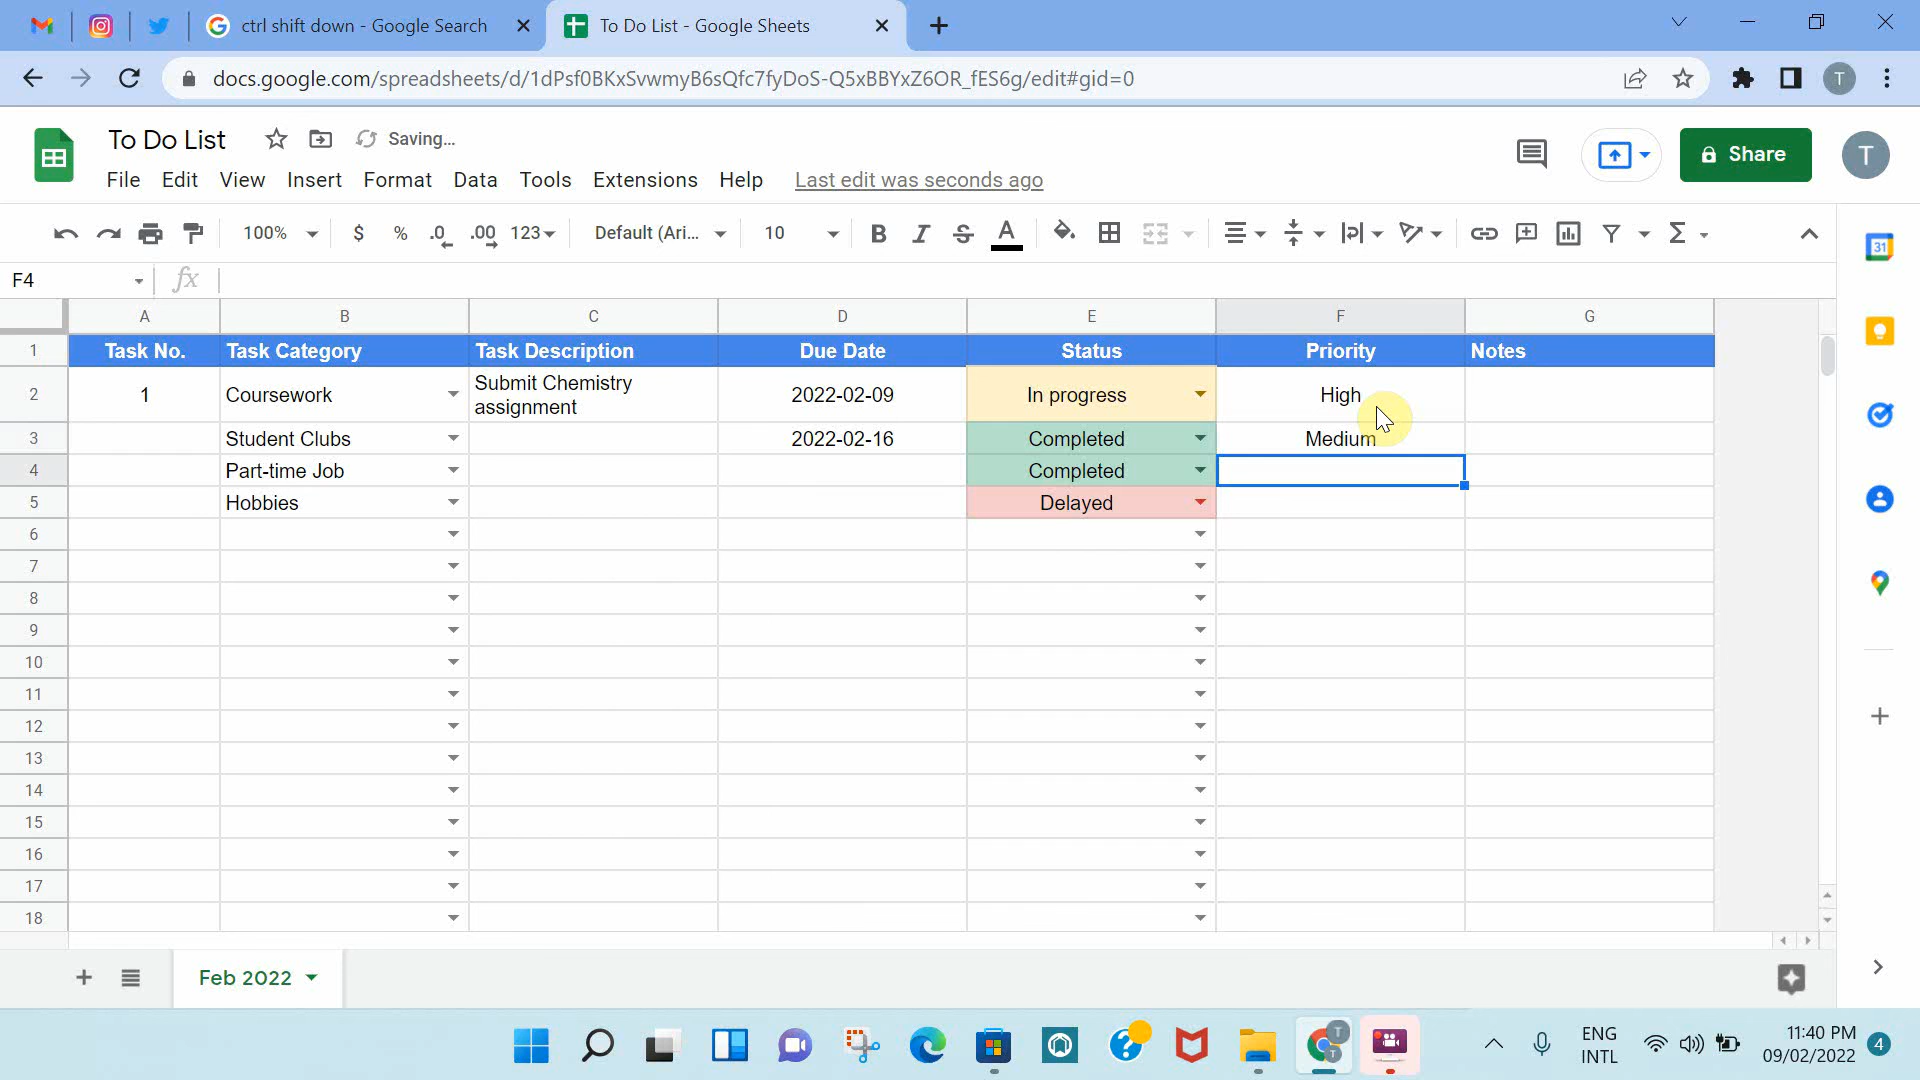 ctrl shift down - Google Search
To Do List - Google Sheets
docs.google.com/spreadsheets/d/1dPsf0BKxSvwmyB6sQfc7fyDoS-Q5xBBYxZ6OR_fES6g/edit#gid=0
T
To Do List
Saving...
Share
T
File Edit View Insert Format Data Tools Extensions Help Last edit was seconds ago
100% $ % .0 .00 123 Default (Ari... 10 B I S A Σ
31
F4 fx
A B C D E F G
1 Task No. Task Category Task Description Due Date Status Priority Notes
2 1 Coursework Submit Chemistry assignment 2022-02-09 In progress High
3 Student Clubs 2022-02-16 Completed Medium
4 Part-time Job Completed
5 Hobbies Delayed
6
7
8
9
10
11
12
13
14
15
16
17
18
Feb 2022
T
T
ENG
INTL
11:40 PM
09/02/2022
4